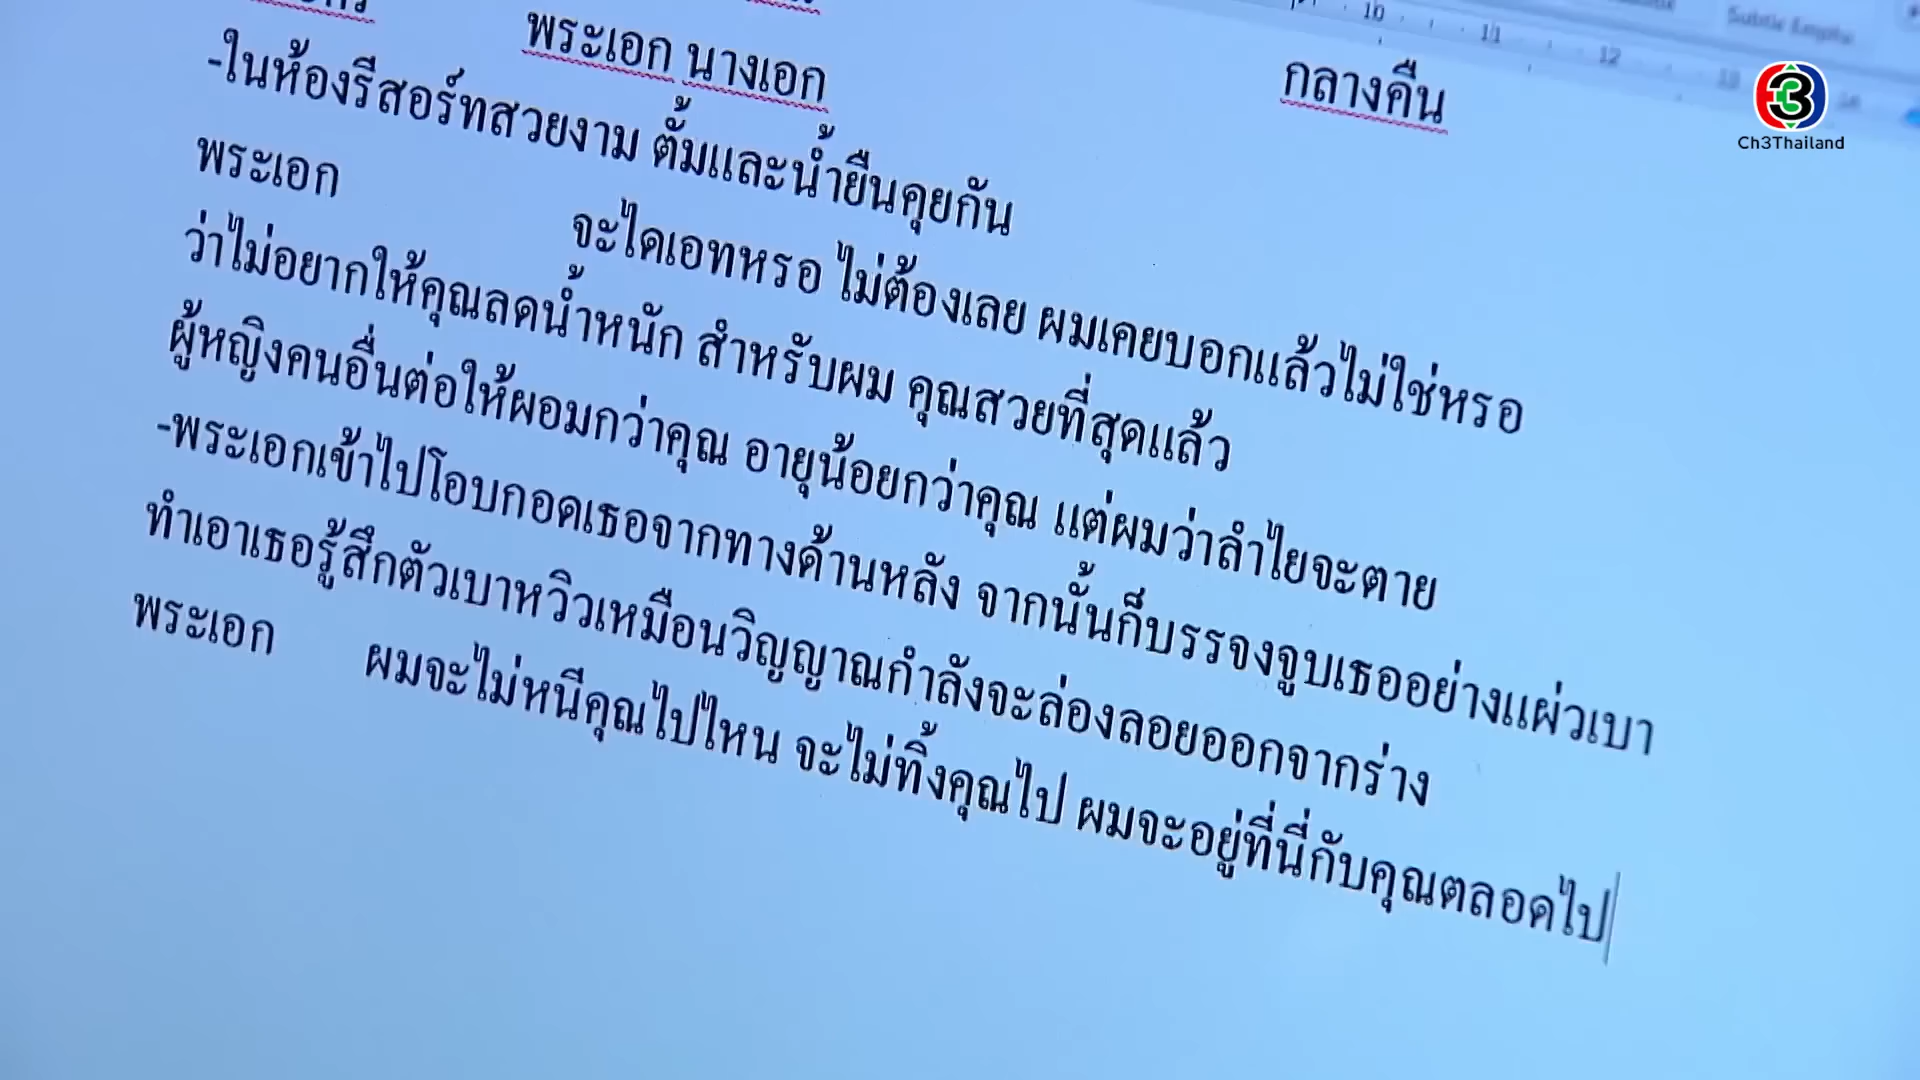 10 11 12 13
Subtle Empha
พระเอก นางเอก กลางคืน
-ในห้องรีสอร์ทสวยงาม ตั้มและน้ำยืนคุยกัน
พระเอก จะไดเอทหรอ ไม่ต้องเลย ผมเคยบอกแล้วไม่ใช่หรอ
ว่าไม่อยากให้คุณลดน้ำหนัก สำหรับผม คุณสวยที่สุดแล้ว
ผู้หญิงคนอื่นต่อให้ผอมกว่าคุณ อายุน้อยกว่าคุณ แต่ผมว่าลำไยจะตาย
-พระเอกเข้าไปโอบกอดเธอจากทางด้านหลัง จากนั้นก็บรรจงจูบเธออย่างแผ่วเบา
ทำเอาเธอรู้สึกตัวเบาหวิวเหมือนวิญญาณกำลังจะล่องลอยออกจากร่าง
พระเอก ผมจะไม่หนีคุณไปไหน จะไม่ทิ้งคุณไป ผมจะอยู่ที่นี่กับคุณตลอดไป
3
Ch3Thailand